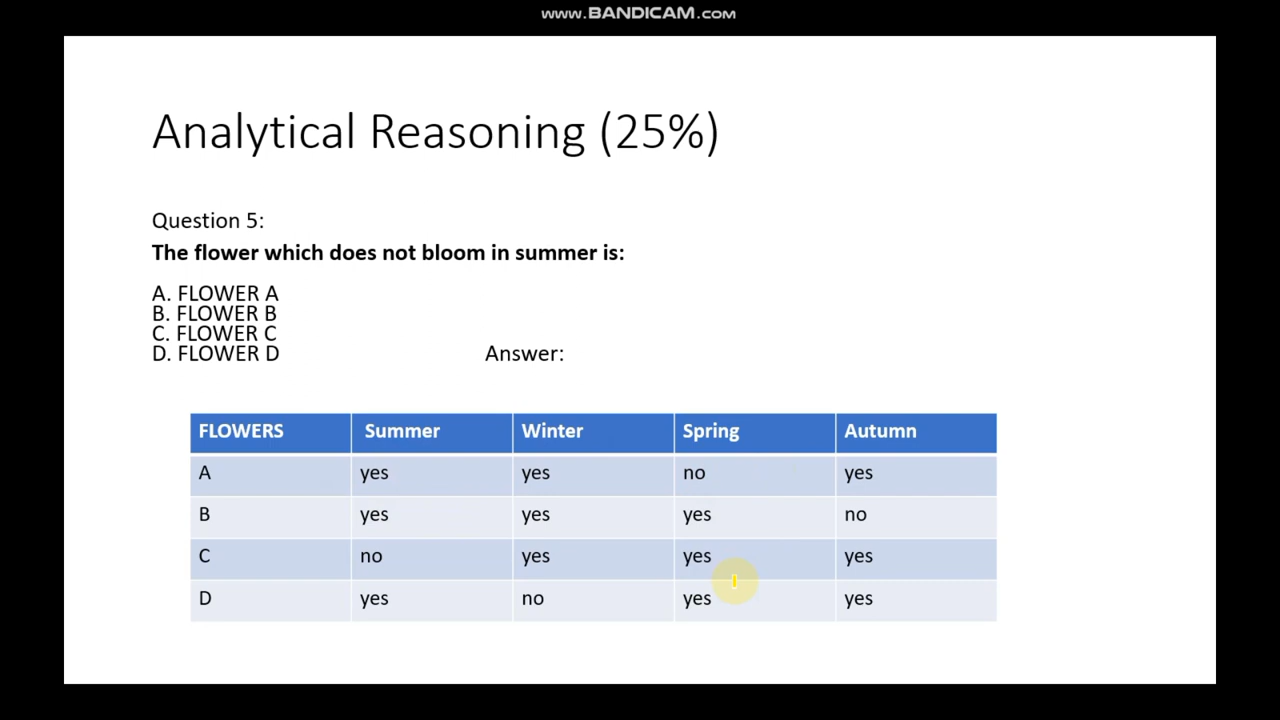 WWW.BANDICAM.COM
Analytical Reasoning (25%)
Question 5:
The flower which does not bloom in summer is:
A. FLOWER A
B. FLOWER B
C. FLOWER C
D. FLOWER D Answer:
FLOWERS Summer Winter Spring Autumn
A yes yes no yes
B yes yes yes no
C no yes yes yes
D yes no yes yes